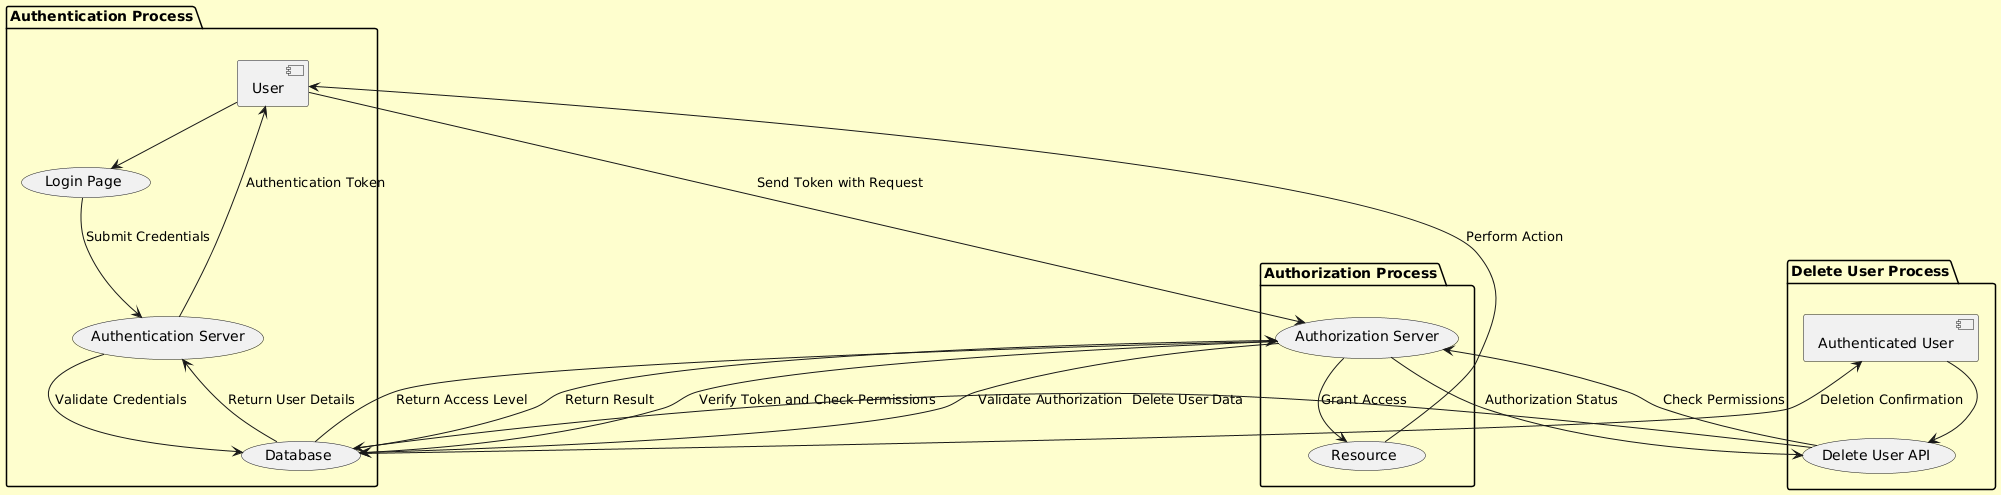 Authentication Process
User
Login Page
Authentication Token
Send Token with Request
Submit Credentials
Perform Action
Authorization Process
Delete User Process
Authentication Server
Authorization Server
Authenticated User
Validate Credentials
Return User Details
Return Access Level
Return Result
Verify Token and Check Permissions
Validate Authorization
Delete User Data
Grant Access
Authorization Status
Check Permissions
Deletion Confirmation
Database
Resource
Delete User API